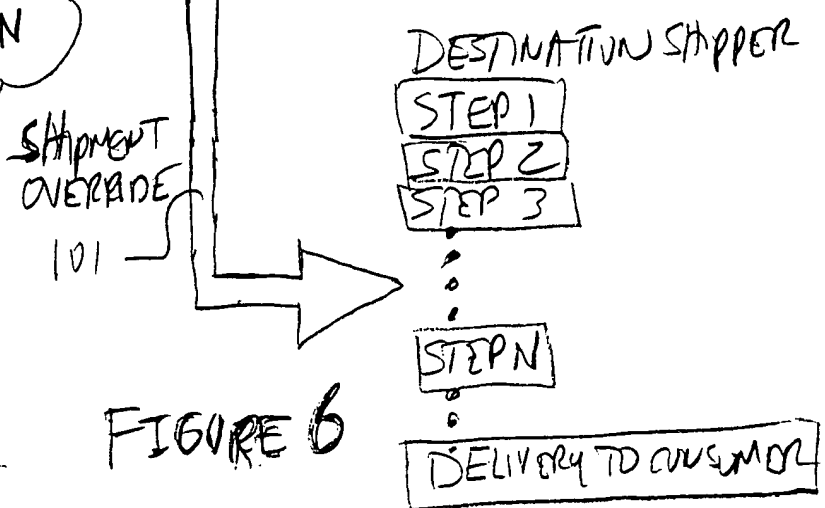 N
DESTINATION SHIPPER
STEP 1
STEP 2
STEP 3
SHIPMENT
OVERRIDE
101
STEP N
FIGURE 6
DELIVERY TO CONSUMER